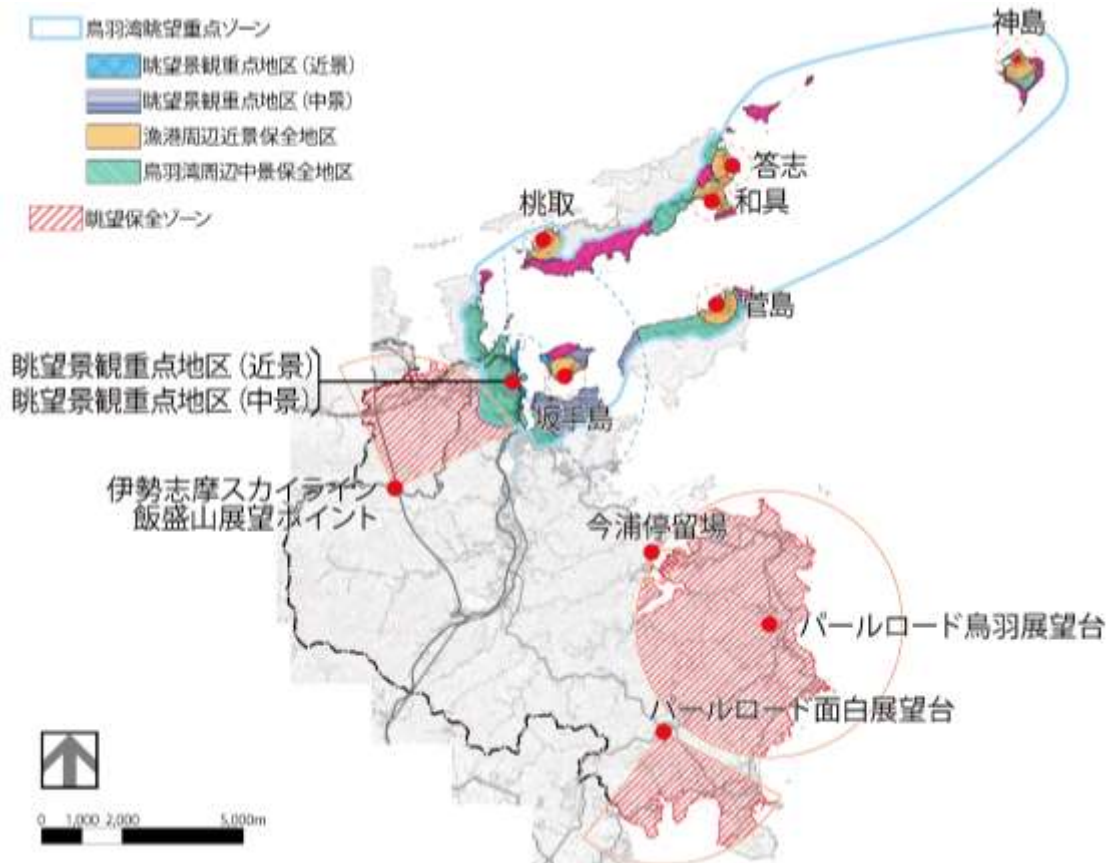 鳥羽湾眺望重点ゾーン
眺望景観重点地区(近景)
眺望景観重点地区(中景)
漁港周辺近景保全地区
鳥羽湾周辺中景保全地区
眺望保全ゾーン
神島
答志
和具
桃取
菅島
眺望景観重点地区(近景)
眺望景観重点地区(中景)
坂手島
伊勢志摩スカイライン
飯盛山展望ポイント
今浦停留場
パールロード鳥羽展望台
パールロード面白展望台
0 1,000 2,000 5,000m